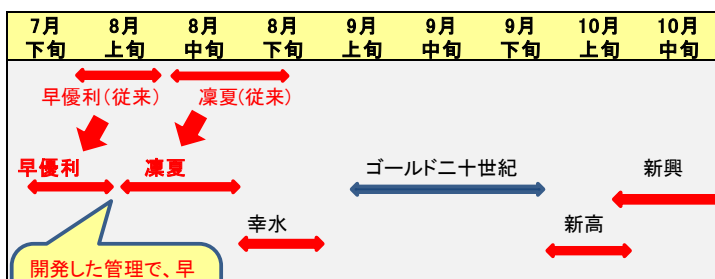 7月 8月 8月 8月 9月 9月 9月 10月 10月
下旬 上旬 中旬 下旬 上旬 中旬 下旬 上旬 中旬
早優利(従来) 凜夏(従来)
早優利 凜夏 ゴールド二十世紀 新興
幸水 新高
開発した管理で、早